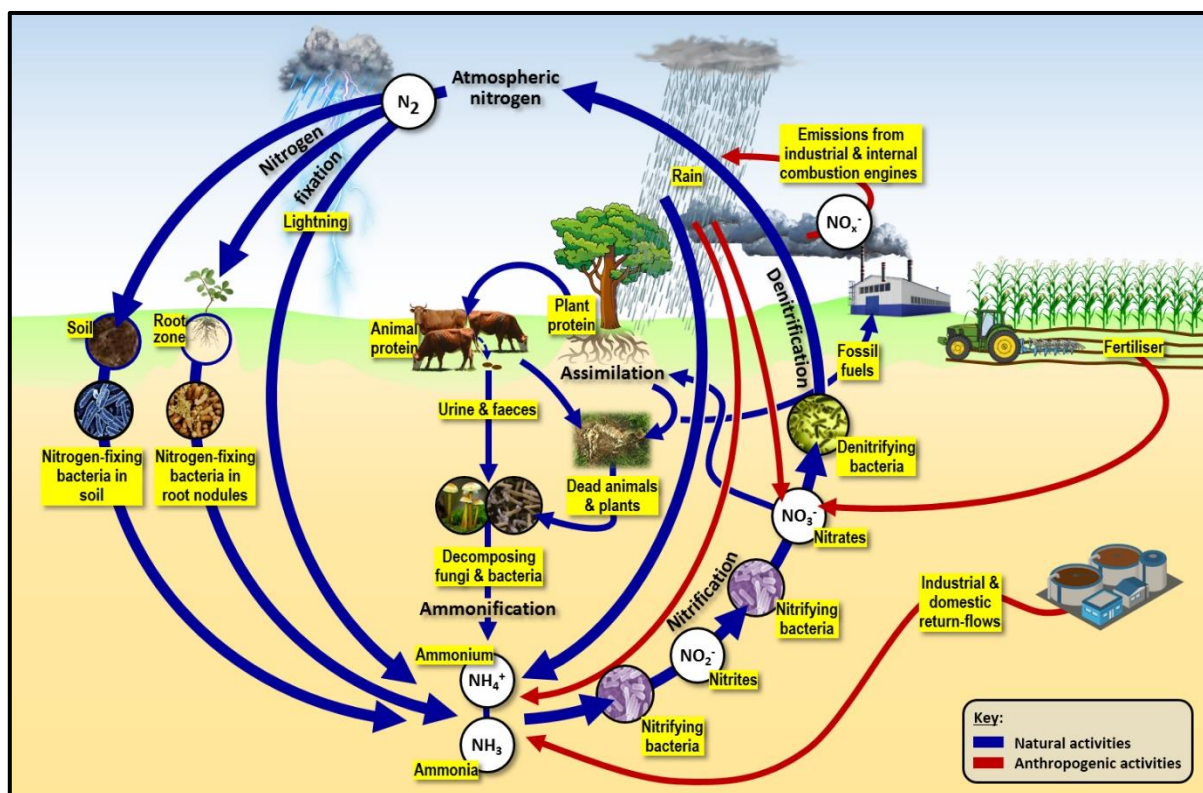 Atmospheric
nitrogen
N₂
Nitrogen
fixation
Lightning
Rain
Emissions from
industrial & internal
combustion engines
NOₓ⁻
Denitrification
Soil
Root
zone
Animal
protein
Plant
protein
Assimilation
Fossil
fuels
Fertiliser
Urine & faeces
Nitrogen-fixing
bacteria in
soil
Nitrogen-fixing
bacteria in
root nodules
Dead animals
& plants
Denitrifying
bacteria
NO₃⁻
Nitrates
Decomposing
fungi & bacteria
Ammonification
Nitrification
Nitrifying
bacteria
Industrial &
domestic
return-flows
Ammonium
NH₄⁺
NO₂⁻
Nitrites
Nitrifying
bacteria
NH₃
Ammonia
Key:
Natural activities
Anthropogenic activities